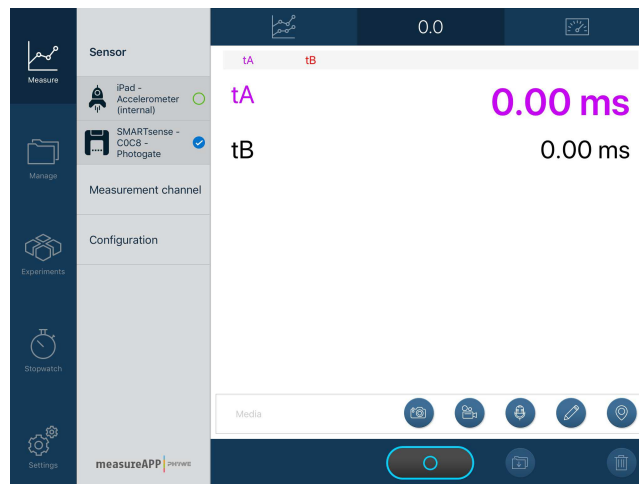 Measure
Manage
Experiments
Stopwatch
Settings
Sensor
iPad -
Accelerometer
(internal)
SMARTsense -
C0C8 -
Photogate
Measurement channel
Configuration
measureAPP PHYWE
0.0
tA tB
tA 0.00 ms
tB 0.00 ms
Media